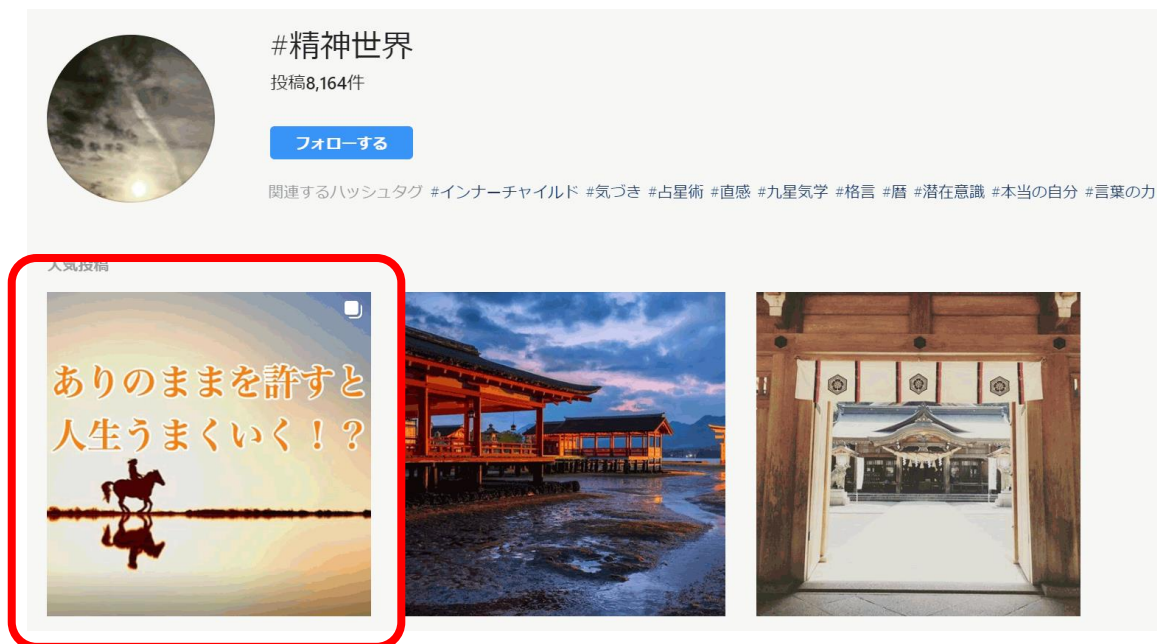 #精神世界
投稿8,164件
フォローする
関連するハッシュタグ #インナーチャイルド #気づき #占星術 #直感 #九星気学 #格言 #暦 #潜在意識 #本当の自分 #言葉の力
人気投稿
ありのままを許すと
人生うまくいく！？